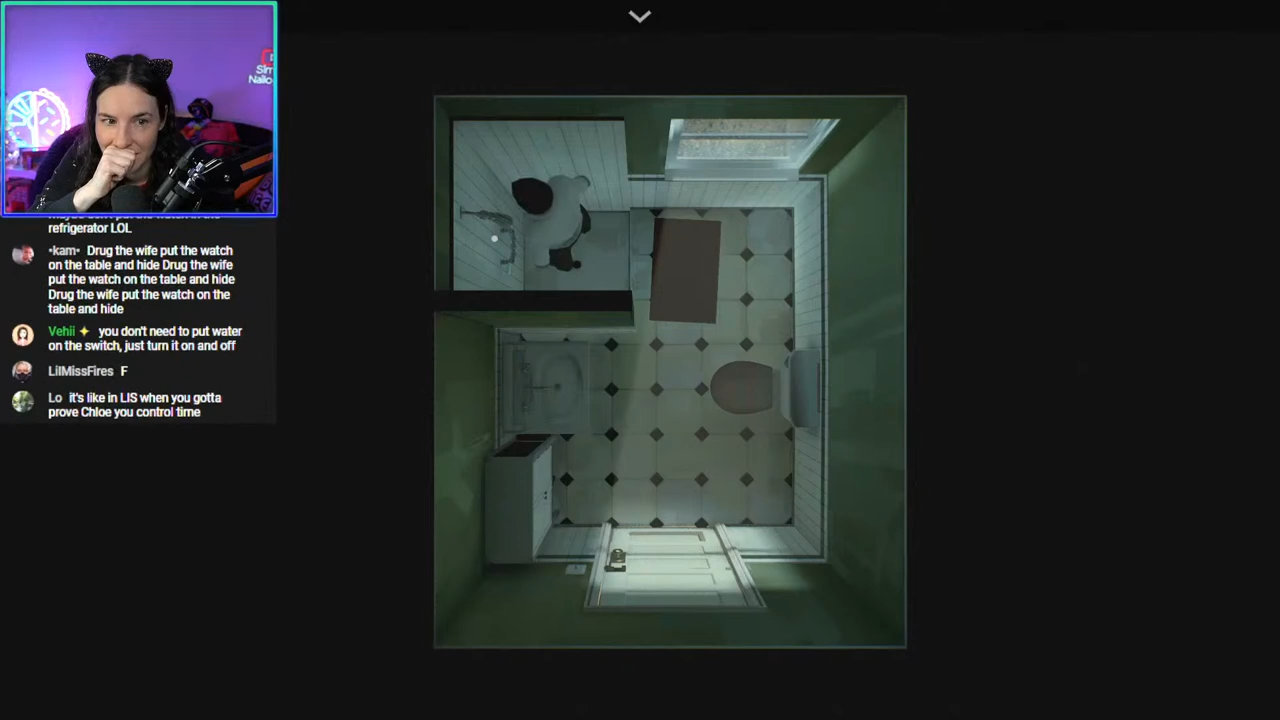 refrigerator LOL
•kam• Drug the wife put the watch
on the table and hide Drug the wife
put the watch on the table and hide
Drug the wife put the watch on the
table and hide
Vehii you don't need to put water
on the switch, just turn it on and off
LilMissFires F
Lo it's like in LIS when you gotta
prove Chloe you control time